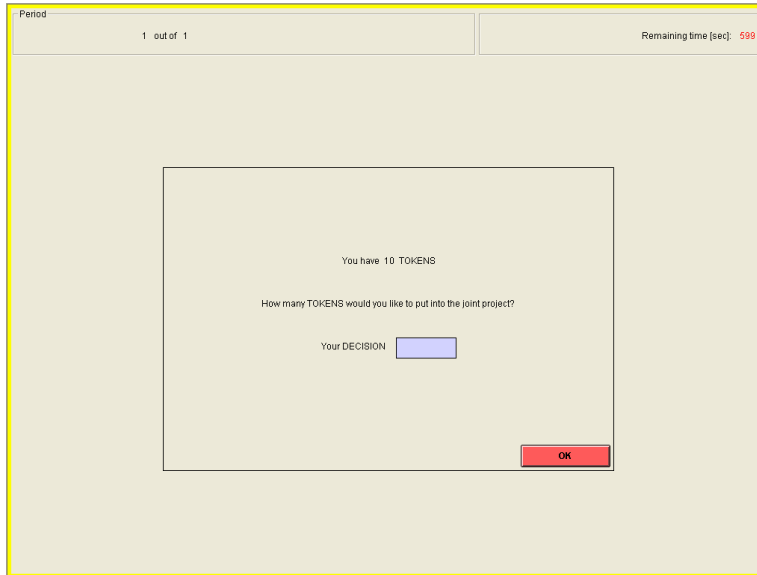 Period
1 out of 1
Remaining time [sec]: 599
You have 10 TOKENS
How many TOKENS would you like to put into the joint project?
Your DECISION
OK